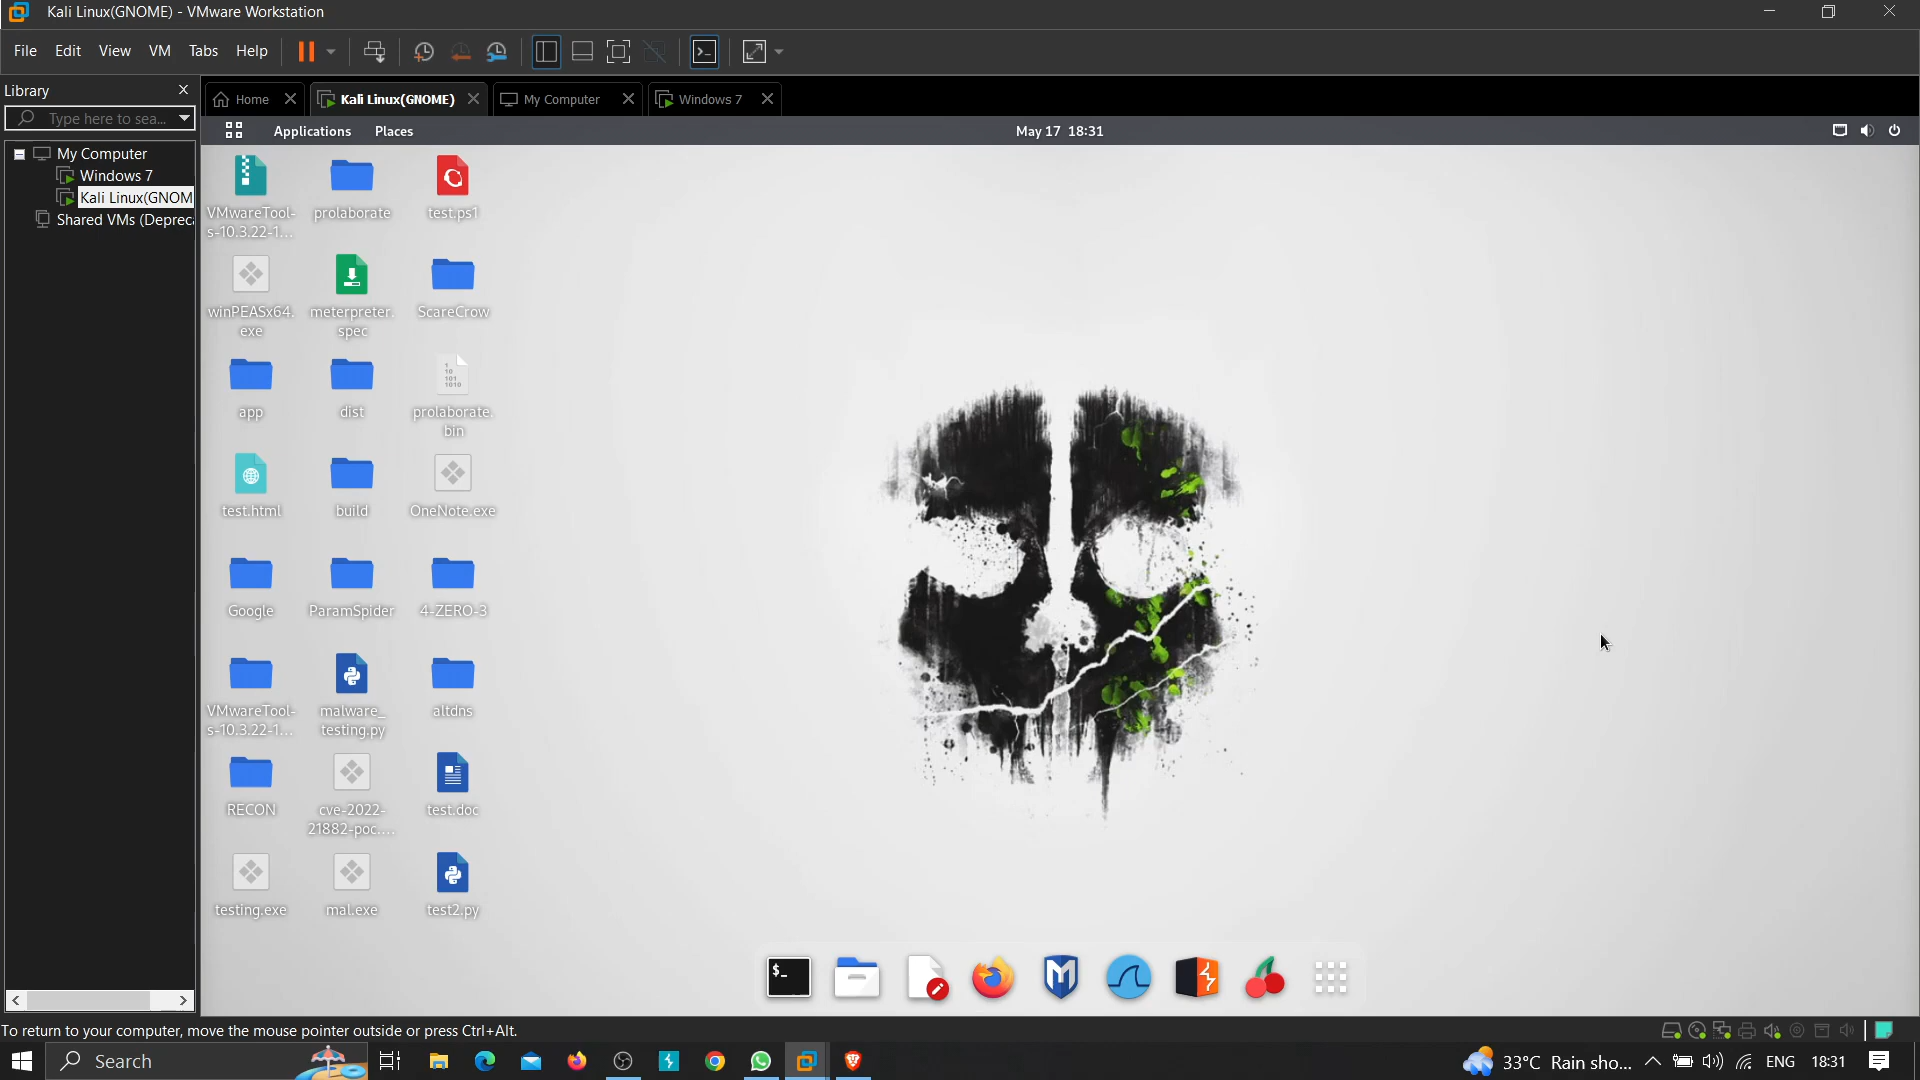 Kali Linux(GNOME) - VMware Workstation
File Edit View VM Tabs Help
Library
Type here to sea...
Home
Kali Linux(GNOME)
My Computer
Windows 7
Applications Places
May 17 18:31
My Computer
Windows 7
Kali Linux(GNOM
Shared VMs (Depreca
VMwareTool-
s-10.3.22-1...
prolaborate
test.ps1
winPEASx64.
exe
meterpreter.
spec
ScareCrow
app
dist
prolaborate.
bin
test.html
build
OneNote.exe
Google
ParamSpider
4-ZERO-3
VMwareTool-
s-10.3.22-1...
malware_
testing.py
altdns
RECON
cve-2022-
21882-poc....
test.doc
testing.exe
mal.exe
test2.py
To return to your computer, move the mouse pointer outside or press Ctrl+Alt.
Search
33°C Rain sho...
ENG
18:31